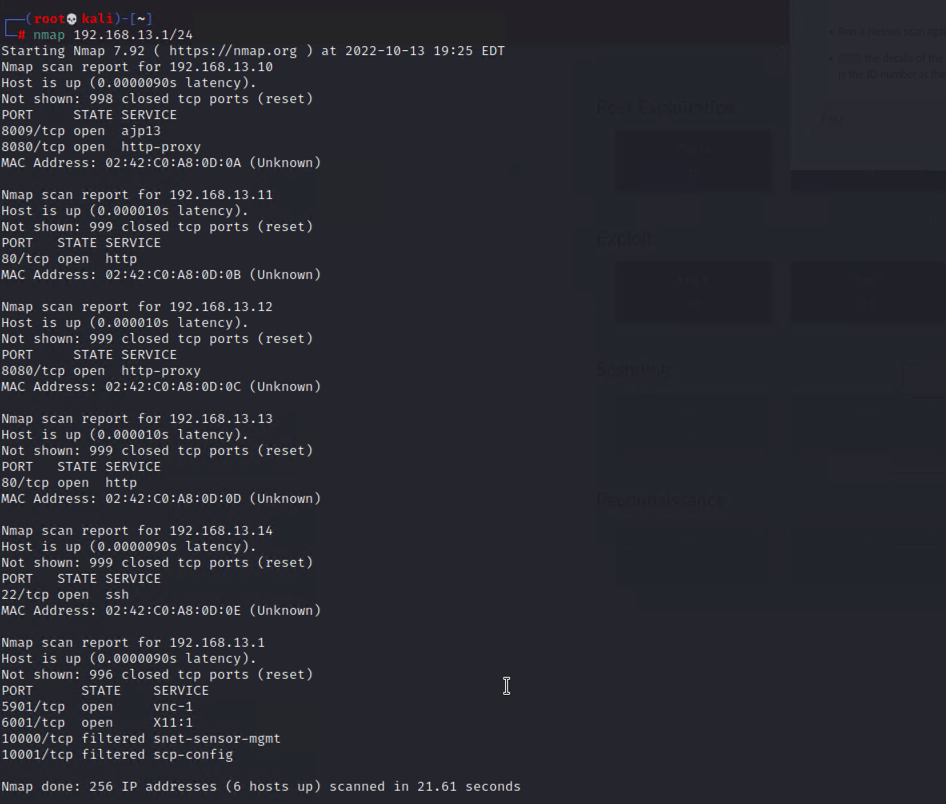 ┌──(root💀kali)-[~]
└─# nmap 192.168.13.1/24
Starting Nmap 7.92 ( https://nmap.org ) at 2022-10-13 19:25 EDT
Nmap scan report for 192.168.13.10
Host is up (0.0000090s latency).
Not shown: 998 closed tcp ports (reset)
PORT     STATE SERVICE
8009/tcp open  ajp13
8080/tcp open  http-proxy
MAC Address: 02:42:C0:A8:0D:0A (Unknown)

Nmap scan report for 192.168.13.11
Host is up (0.000010s latency).
Not shown: 999 closed tcp ports (reset)
PORT   STATE SERVICE
80/tcp open  http
MAC Address: 02:42:C0:A8:0D:0B (Unknown)

Nmap scan report for 192.168.13.12
Host is up (0.000010s latency).
Not shown: 999 closed tcp ports (reset)
PORT     STATE SERVICE
8080/tcp open  http-proxy
MAC Address: 02:42:C0:A8:0D:0C (Unknown)

Nmap scan report for 192.168.13.13
Host is up (0.000010s latency).
Not shown: 999 closed tcp ports (reset)
PORT   STATE SERVICE
80/tcp open  http
MAC Address: 02:42:C0:A8:0D:0D (Unknown)

Nmap scan report for 192.168.13.14
Host is up (0.0000090s latency).
Not shown: 999 closed tcp ports (reset)
PORT   STATE SERVICE
22/tcp open  ssh
MAC Address: 02:42:C0:A8:0D:0E (Unknown)

Nmap scan report for 192.168.13.1
Host is up (0.0000090s latency).
Not shown: 996 closed tcp ports (reset)
PORT      STATE    SERVICE
5901/tcp  open     vnc-1
6001/tcp  open     X11:1
10000/tcp filtered snet-sensor-mgmt
10001/tcp filtered scp-config

Nmap done: 256 IP addresses (6 hosts up) scanned in 21.61 seconds
Post Exploitation
Exploit
Scanning
Reconnaissance